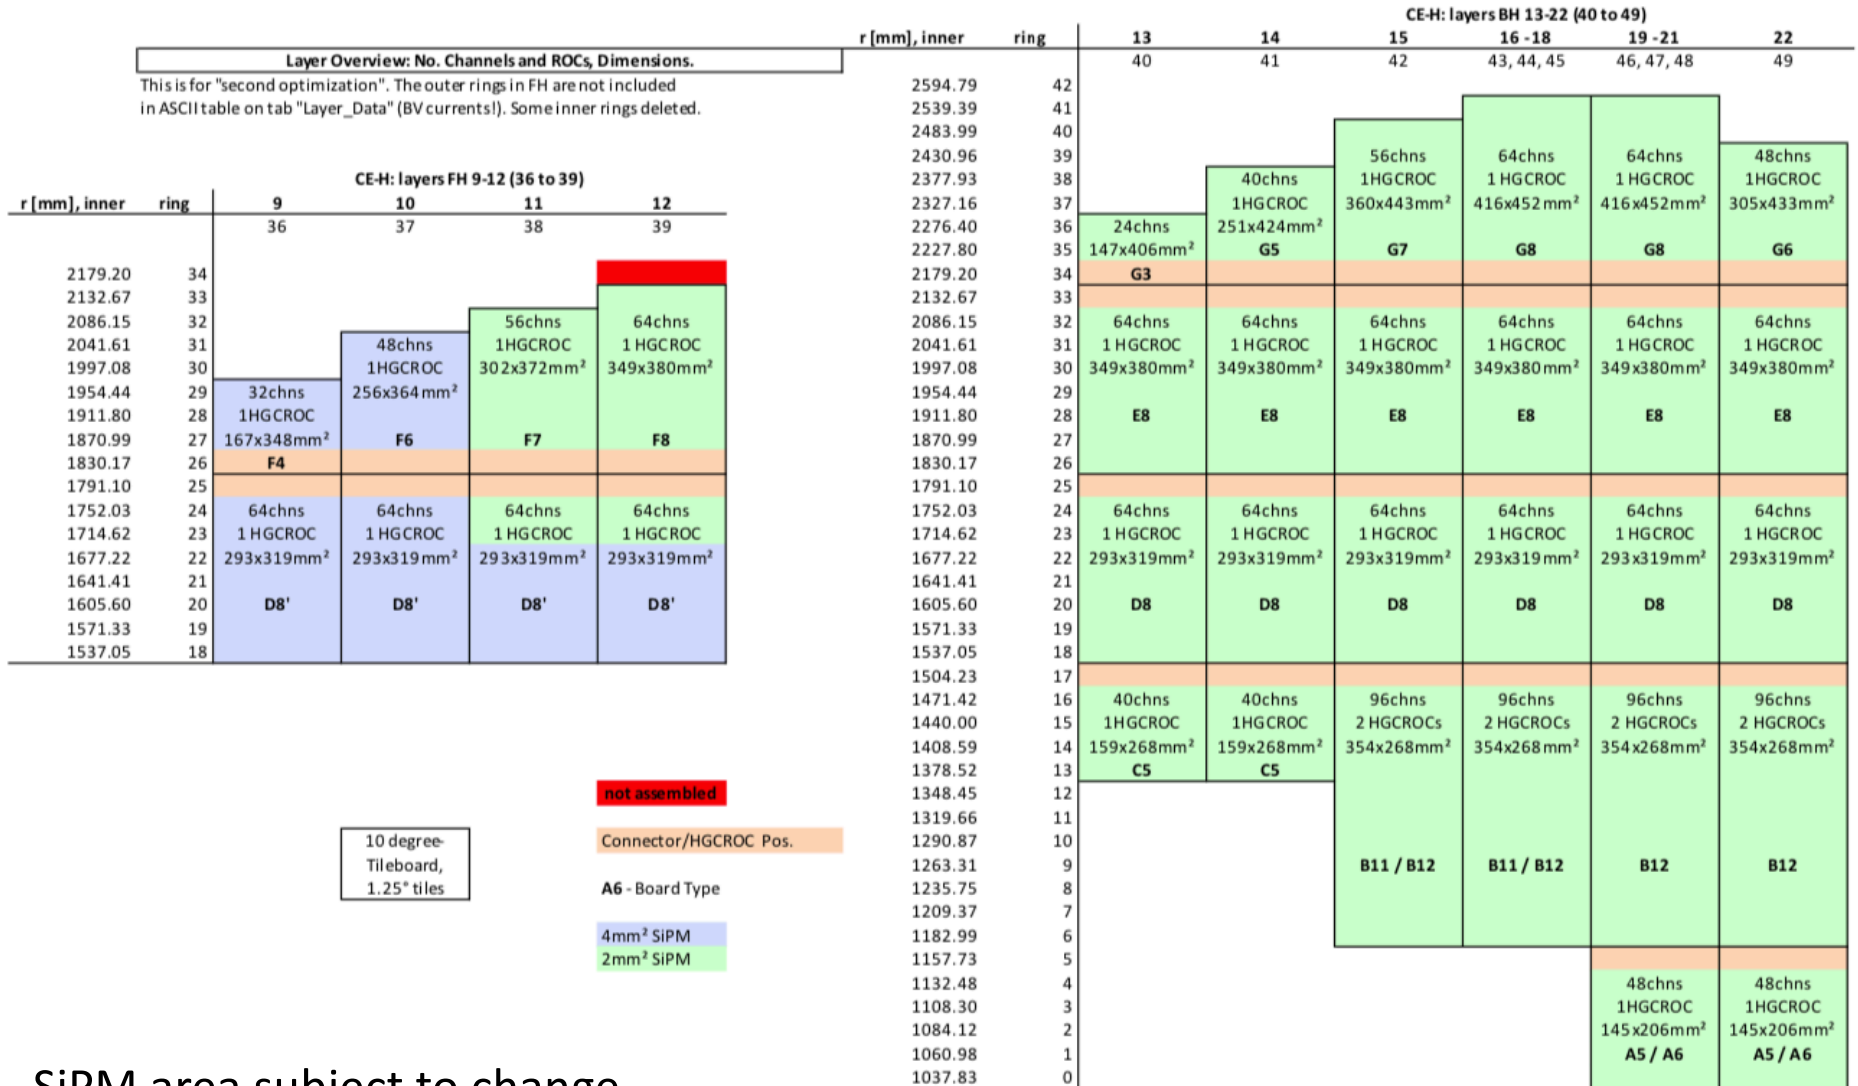 CE-H: layers BH 13-22 (40 to 49)
r [mm], inner ring 13 14 15 16 -18 19 -21 22
Layer Overview: No. Channels and ROCs, Dimensions.
40 41 42 43, 44, 45 46, 47, 48 49
This is for "second optimization". The outer rings in FH are not included
in ASCII table on tab "Layer_Data" (BV currents!). Some inner rings deleted.
CE-H: layers FH 9-12 (36 to 39)
r [mm], inner ring 9 10 11 12
36 37 38 39
2179.20 34
2132.67 33
2086.15 32 56chns 64chns
2041.61 31 48chns 1HGCROC 1 HGCROC
1997.08 30 1HGCROC 302x372mm² 349x380mm²
1954.44 29 32chns 256x364mm²
1911.80 28 1HGCROC
1870.99 27 167x348mm² F6 F7 F8
1830.17 26 F4
1791.10 25
1752.03 24 64chns 64chns 64chns 64chns
1714.62 23 1 HGCROC 1 HGCROC 1 HGCROC 1 HGCROC
1677.22 22 293x319mm² 293x319mm² 293x319mm² 293x319mm²
1641.41 21
1605.60 20 D8' D8' D8' D8'
1571.33 19
1537.05 18
2594.79 42
2539.39 41
2483.99 40
2430.96 39 56chns 64chns 64chns 48chns
2377.93 38 40chns 1HGCROC 1 HGCROC 1 HGCROC 1HGCROC
2327.16 37 1HGCROC 360x443mm² 416x452mm² 416x452mm² 305x433mm²
2276.40 36 24chns 251x424mm²
2227.80 35 147x406mm² G5 G7 G8 G8 G6
2179.20 34 G3
2132.67 33
2086.15 32 64chns 64chns 64chns 64chns 64chns 64chns
2041.61 31 1 HGCROC 1 HGCROC 1 HGCROC 1 HGCROC 1 HGCROC 1 HGCROC
1997.08 30 349x380mm² 349x380mm² 349x380mm² 349x380mm² 349x380mm² 349x380mm²
1954.44 29
1911.80 28 E8 E8 E8 E8 E8 E8
1870.99 27
1830.17 26
1791.10 25
1752.03 24 64chns 64chns 64chns 64chns 64chns 64chns
1714.62 23 1 HGCROC 1 HGCROC 1 HGCROC 1 HGCROC 1 HGCROC 1 HGCROC
1677.22 22 293x319mm² 293x319mm² 293x319mm² 293x319mm² 293x319mm² 293x319mm²
1641.41 21
1605.60 20 D8 D8 D8 D8 D8 D8
1571.33 19
1537.05 18
1504.23 17
1471.42 16 40chns 40chns 96chns 96chns 96chns 96chns
1440.00 15 1HGCROC 1HGCROC 2 HGCROCs 2 HGCROCs 2 HGCROCs 2 HGCROCs
1408.59 14 159x268mm² 159x268mm² 354x268mm² 354x268mm² 354x268mm² 354x268mm²
1378.52 13 C5 C5
1348.45 12
1319.66 11
1290.87 10
1263.31 9 B11 / B12 B11 / B12 B12 B12
1235.75 8
1209.37 7
1182.99 6
1157.73 5
1132.48 4 48chns 48chns
1108.30 3 1HGCROC 1HGCROC
1084.12 2 145x206mm² 145x206mm²
1060.98 1 A5 / A6 A5 / A6
1037.83 0
not assembled
10 degree-
Tileboard,
1.25° tiles
Connector/HGCROC Pos.
A6 - Board Type
4mm² SiPM
2mm² SiPM
SiPM area subject to change